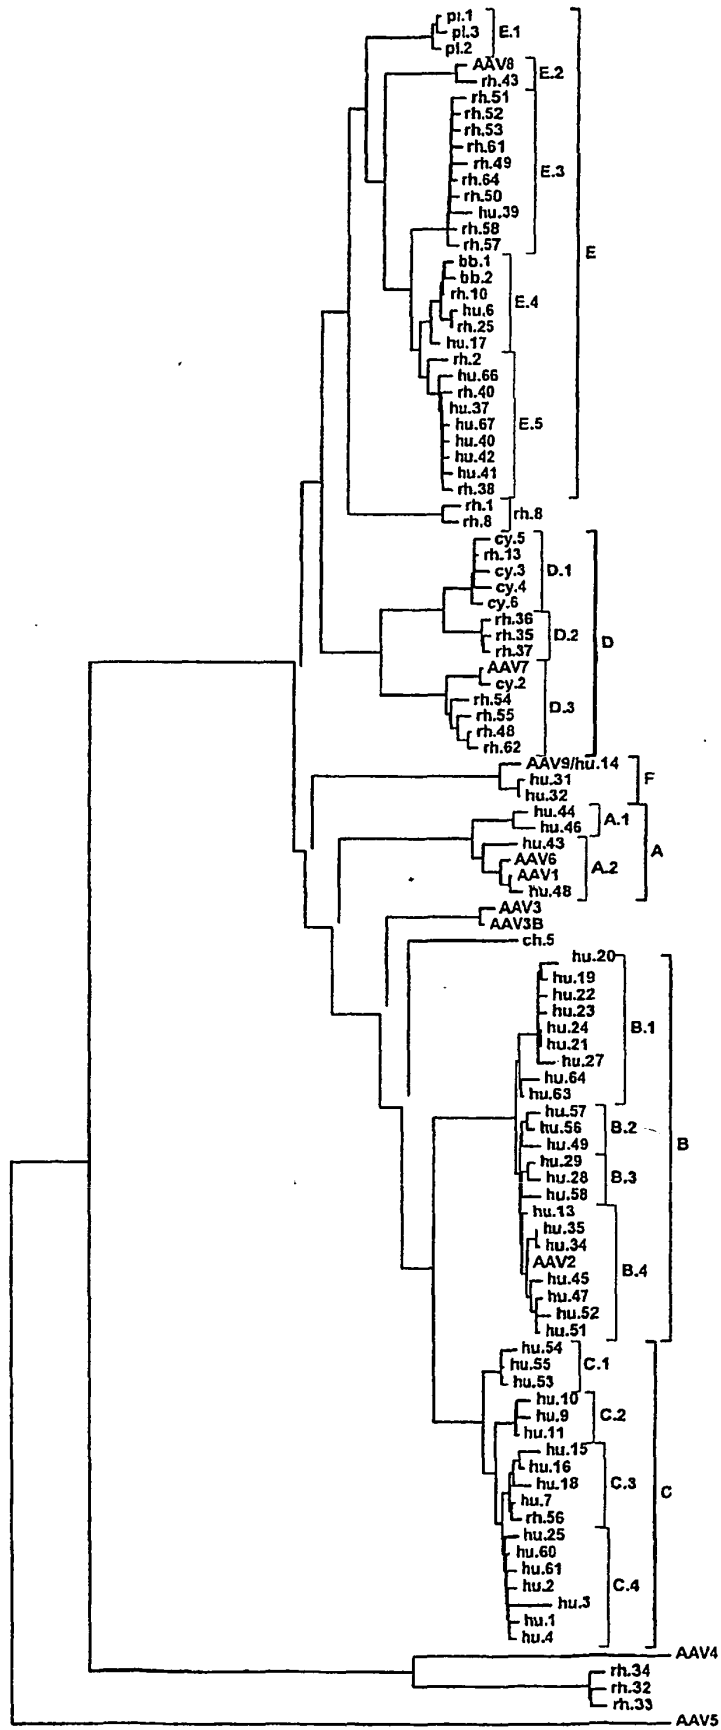 pi.1
pi.3 E.1
pi.2
AAV8 E.2
rh.43
rh.51
rh.52
rh.53
rh.61
rh.49 E.3
rh.64
rh.50
hu.39
rh.58
rh.57 E
bb.1
bb.2
rh.10 E.4
hu.6
rh.25
hu.17
rh.2
hu.66
rh.40
hu.37
hu.67 E.5
hu.40
hu.42
hu.41
rh.38
rh.1 rh.8
rh.8
cy.5
rh.13
cy.3 D.1
cy.4
cy.6
rh.36
rh.35 D.2 D
rh.37
AAV7
cy.2
rh.54 D.3
rh.55
rh.48
rh.62
AAV9/hu.14
hu.31 F
hu.32
hu.44 A.1
hu.46
hu.43 A
AAV6
AAV1 A.2
hu.48
AAV3
AAV3B
ch.5
hu.20
hu.19
hu.22
hu.23
hu.24 B.1
hu.21
hu.27
hu.64
hu.63
hu.57
hu.56 B.2
hu.49 B
hu.29
hu.28 B.3
hu.58
hu.13
hu.35
hu.34
AAV2 B.4
hu.45
hu.47
hu.52
hu.51
hu.54
hu.55 C.1
hu.53
hu.10
hu.9 C.2
hu.11
hu.15
hu.16
hu.18 C.3 C
hu.7
rh.56
hu.25
hu.60
hu.61
hu.2 C.4
hu.3
hu.1
hu.4
AAV4
rh.34
rh.32
rh.33
AAV5